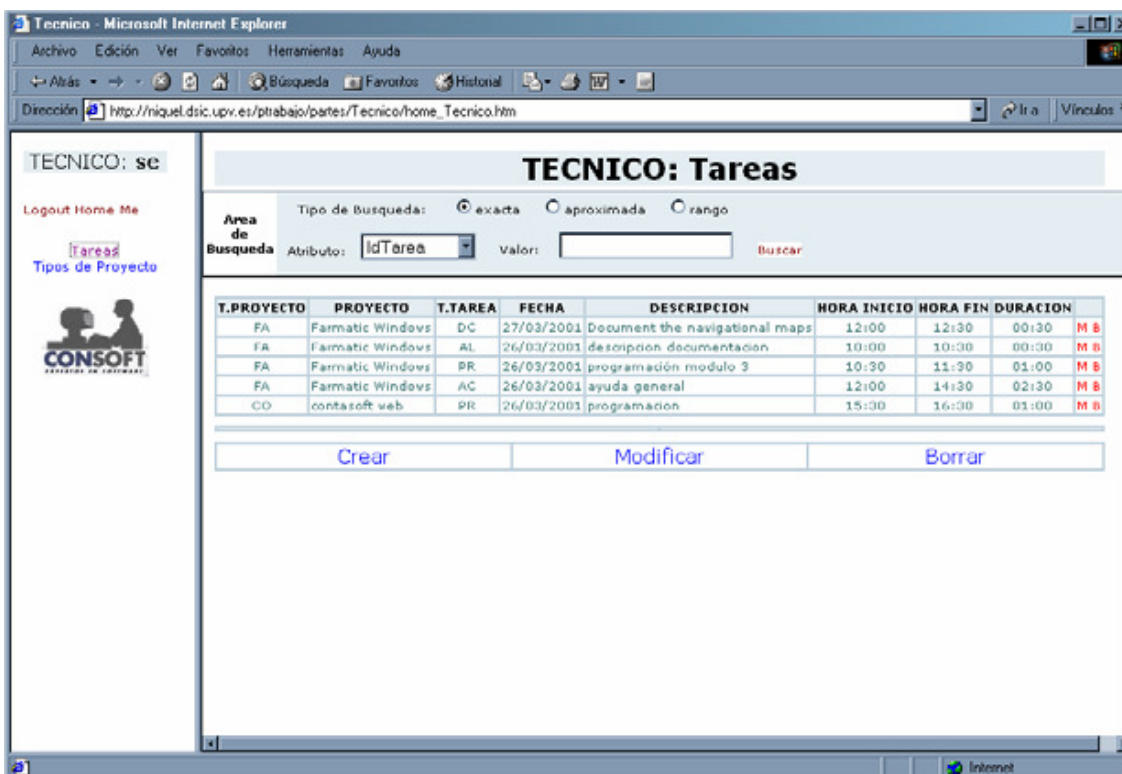 Tecnico - Microsoft Internet Explorer
Archivo Edición Ver Favoritos Herramientas Ayuda
Atrás Búsqueda Favoritos Historial
Dirección http://niquel.dsic.upv.es/ptrabajo/partes/Tecnico/home_Tecnico.htm Ir a Vínculos
TECNICO: se
Logout Home Me
Tareas
Tipos de Proyecto
CONSOFT
TECNICO: Tareas
Area de Busqueda
Tipo de Busqueda: exacta aproximada rango
Atributo: IdTarea Valor: Buscar
T.PROYECTO PROYECTO T.TAREA FECHA DESCRIPCION HORA INICIO HORA FIN DURACION
FA Farmatic Windows DC 27/03/2001 Document the navigational maps 12:00 12:30 00:30 M B
FA Farmatic Windows AL 26/03/2001 descripcion documentacion 10:00 10:30 00:30 M B
FA Farmatic Windows PR 26/03/2001 programación modulo 3 10:30 11:30 01:00 M B
FA Farmatic Windows AC 26/03/2001 ayuda general 12:00 14:30 02:30 M B
CO contasoft web PR 26/03/2001 programacion 15:30 16:30 01:00 M B
Crear Modificar Borrar
Internet